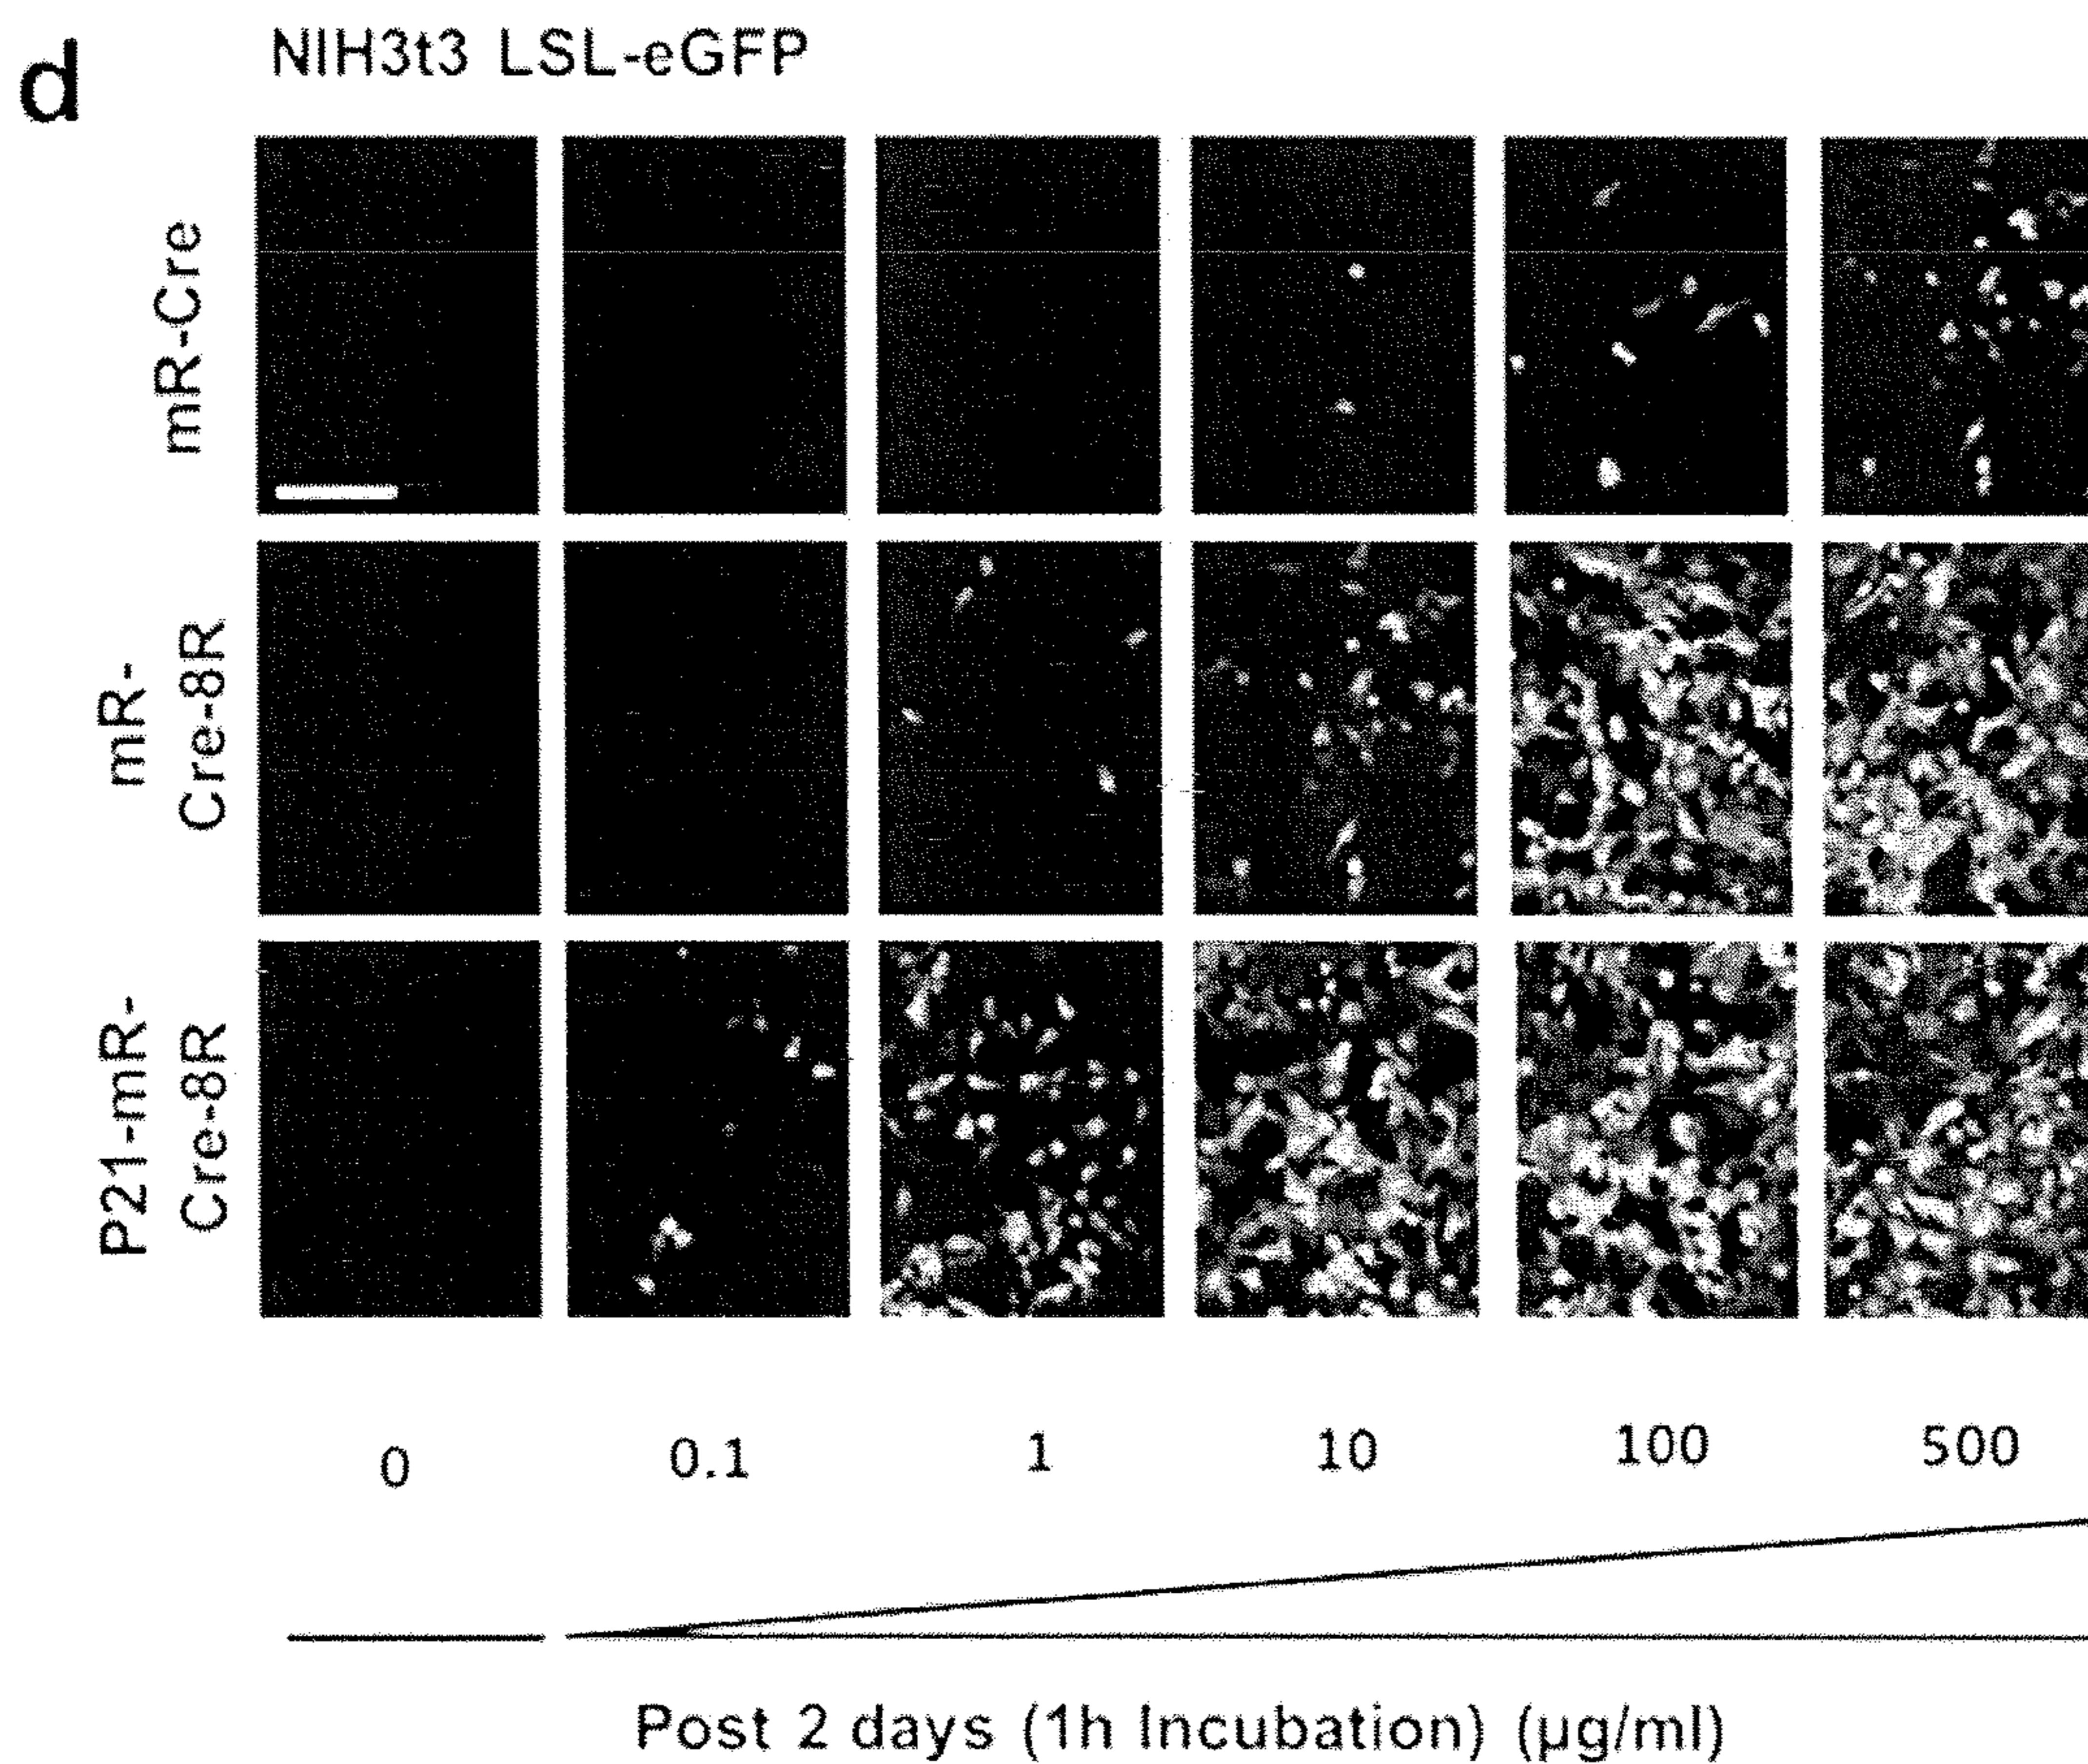 d
NIH3t3 LSL-eGFP
mR-Cre
mR-
Cre-8R
P21-mR-
Cre-8R
0 0.1 1 10 100 500
Post 2 days (1h Incubation) (µg/ml)